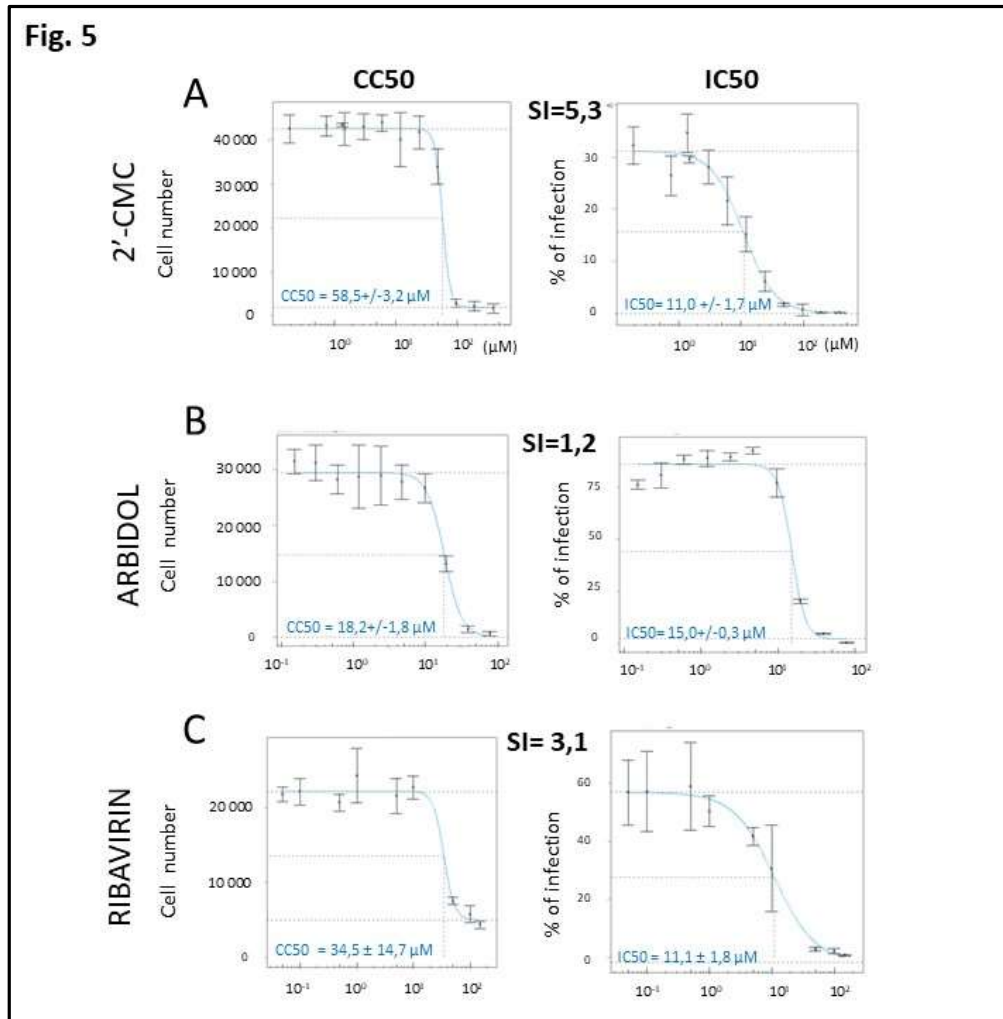 Fig. 5
CC50
IC50
A
SI=5,3
2'-CMC
Cell number
40 000
30 000
20 000
10 000
0
CC50 = 58,5+/-3,2 µM
10⁰
10¹
10²
(µM)
% of infection
30
20
10
0
IC50= 11,0 +/- 1,7 µM
10⁰
10¹
10²
(µM)
B
SI=1,2
ARBIDOL
Cell number
30 000
20 000
10 000
0
CC50 = 18,2+/-1,8 µM
10⁻¹
10⁰
10¹
10²
% of infection
75
50
25
0
IC50= 15,0+/-0,3 µM
10⁻¹
10⁰
10¹
10²
C
SI= 3,1
RIBAVIRIN
Cell number
20 000
10 000
0
CC50 = 34,5 ± 14,7 µM
10⁻¹
10⁰
10¹
10²
% of infection
60
40
20
0
IC50 = 11,1 ± 1,8 µM
10⁻¹
10⁰
10¹
10²